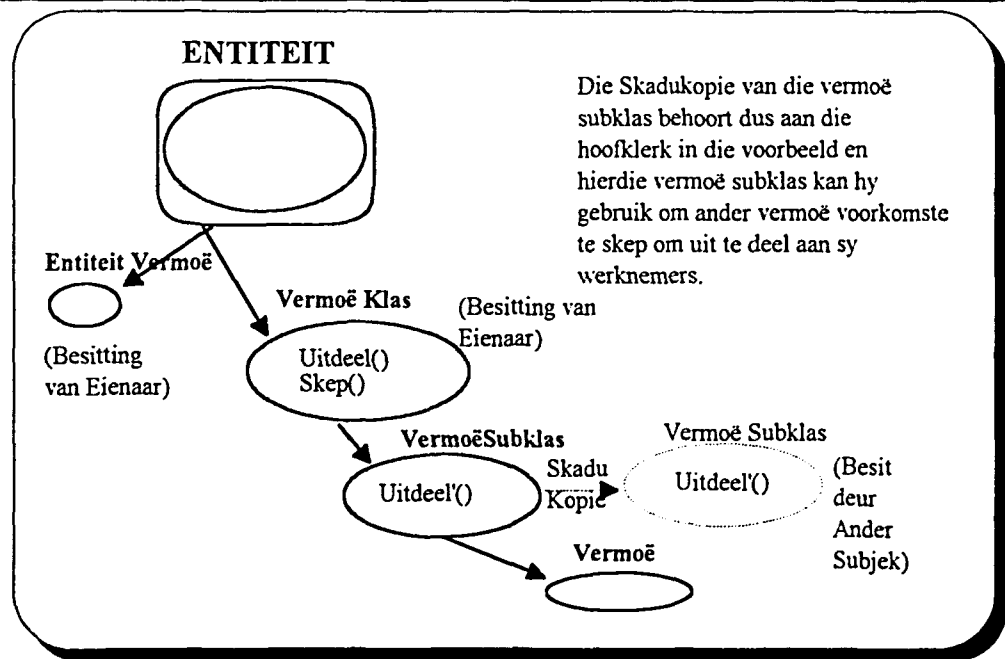 ENTITEIT
Die Skadukopie van die vermoë
subklas behoort dus aan die
hoofklerk in die voorbeeld en
hierdie vermoë subklas kan hy
gebruik om ander vermoë voorkomste
te skep om uit te deel aan sy
werknemers.
Entiteit Vermoë
(Besitting
van Eienaar)
Vermoë Klas
(Besitting van
Eienaar)
Uitdeel()
Skep()
VermoëSubklas
Uitdeel'()
Skadu
Kopie
Vermoë Subklas
Uitdeel'()
(Besit
deur
Ander
Subjek)
Vermoë